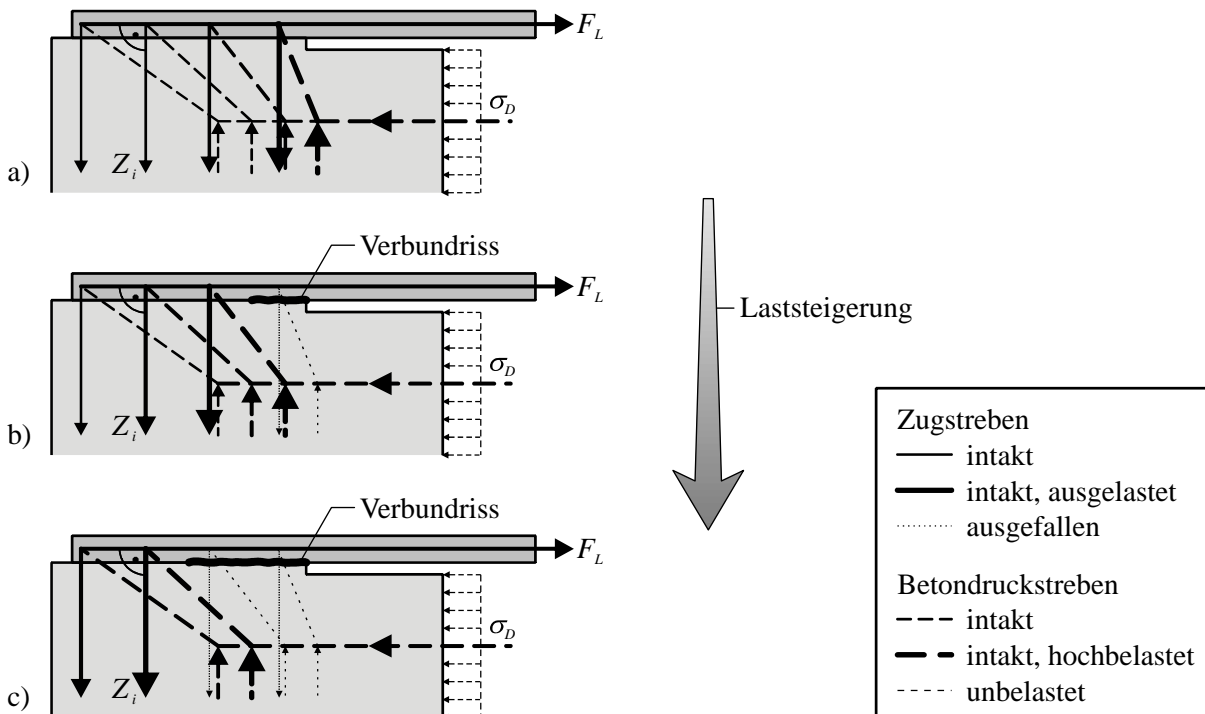 F_L
σ_D
Z_i
a)
Verbundriss
F_L
σ_D
Z_i
b)
Verbundriss
F_L
σ_D
Z_i
c)
Laststeigerung
Zugstreben
intakt
intakt, ausgelastet
ausgefallen
Betondruckstreben
intakt
intakt, hochbelastet
unbelastet